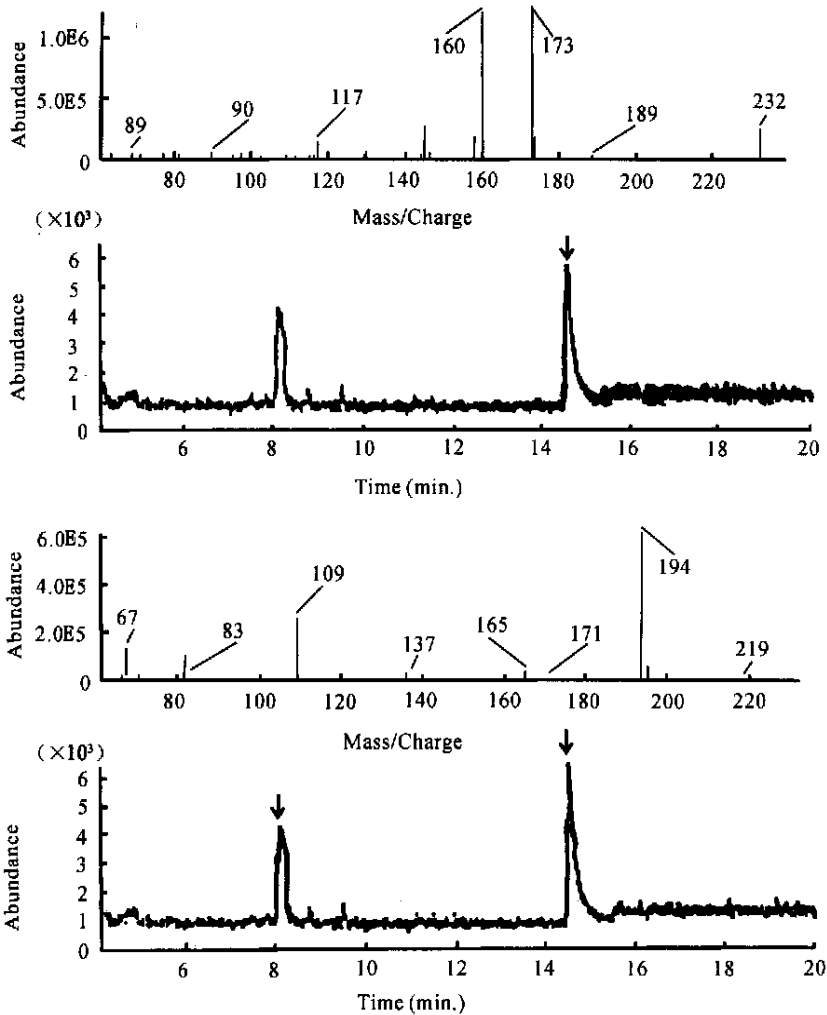 Abundance
1.0E6
5.0E5
0
89
90
117
160
173
189
232
80 100 120 140 160 180 200 220
Mass/Charge
(×10³)
Abundance
6
5
4
3
2
1
0
6 8 10 12 14 16 18 20
Time (min.)
Abundance
6.0E5
4.0E5
2.0E5
0
67
83
109
137
165
171
194
219
80 100 120 140 160 180 200 220
Mass/Charge
(×10³)
Abundance
6
5
4
3
2
1
0
6 8 10 12 14 16 18 20
Time (min.)